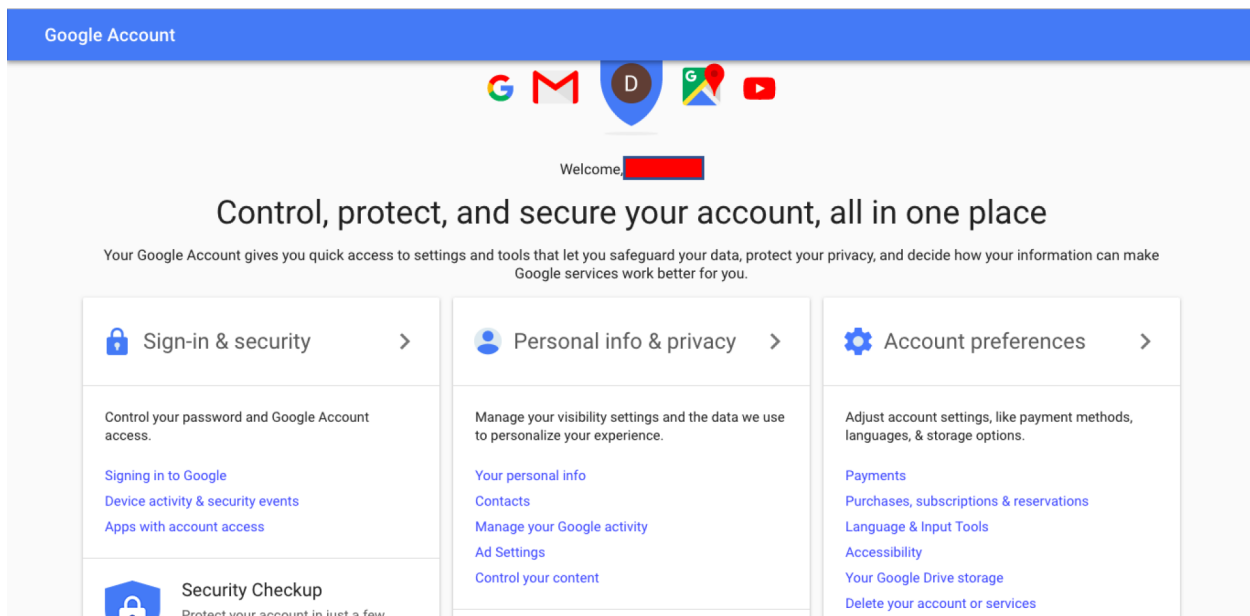 Google Account
G
D
G
Welcome,
Control, protect, and secure your account, all in one place
Your Google Account gives you quick access to settings and tools that let you safeguard your data, protect your privacy, and decide how your information can make
Google services work better for you.
Sign-in & security
Control your password and Google Account
access.
Signing in to Google
Device activity & security events
Apps with account access
Security Checkup
Protect your account in just a few
Personal info & privacy
Manage your visibility settings and the data we use
to personalize your experience.
Your personal info
Contacts
Manage your Google activity
Ad Settings
Control your content
Account preferences
Adjust account settings, like payment methods,
languages, & storage options.
Payments
Purchases, subscriptions & reservations
Language & Input Tools
Accessibility
Your Google Drive storage
Delete your account or services